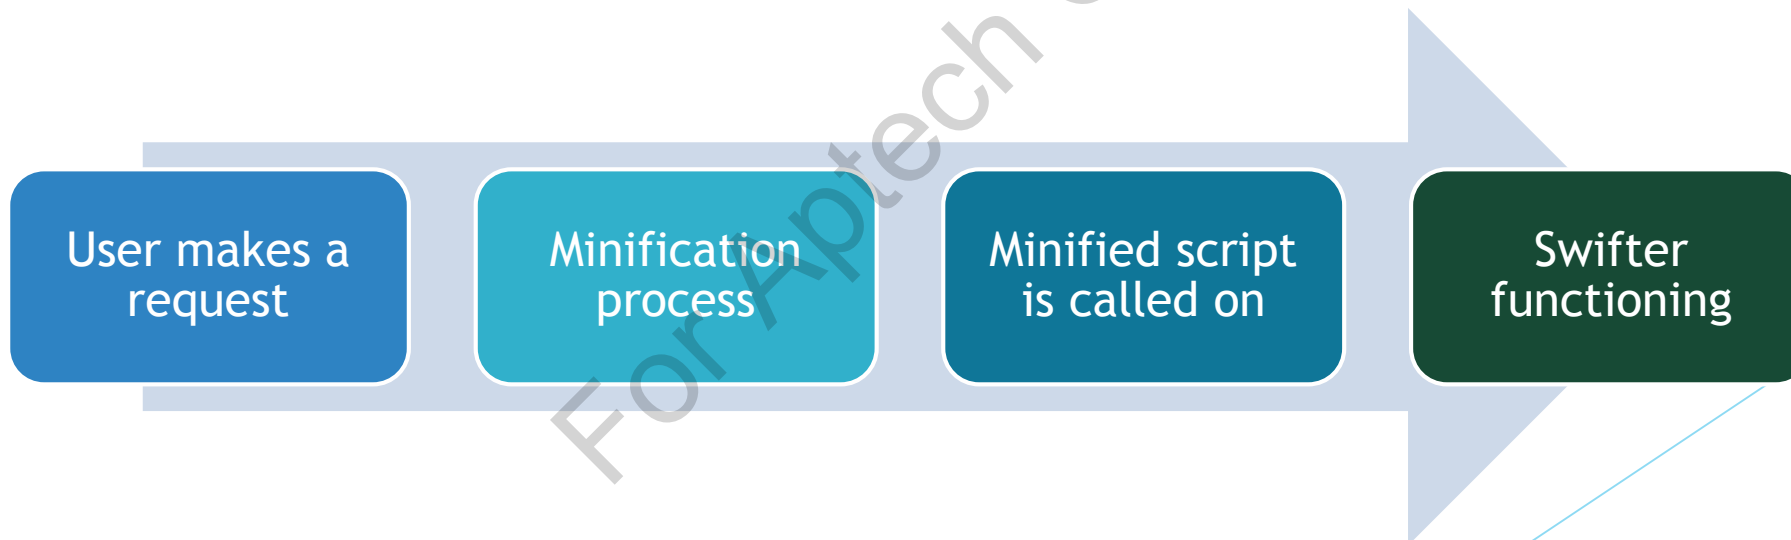 User makes a
request
Minification
process
Minified script
is called on
Swifter
functioning
For Aptech